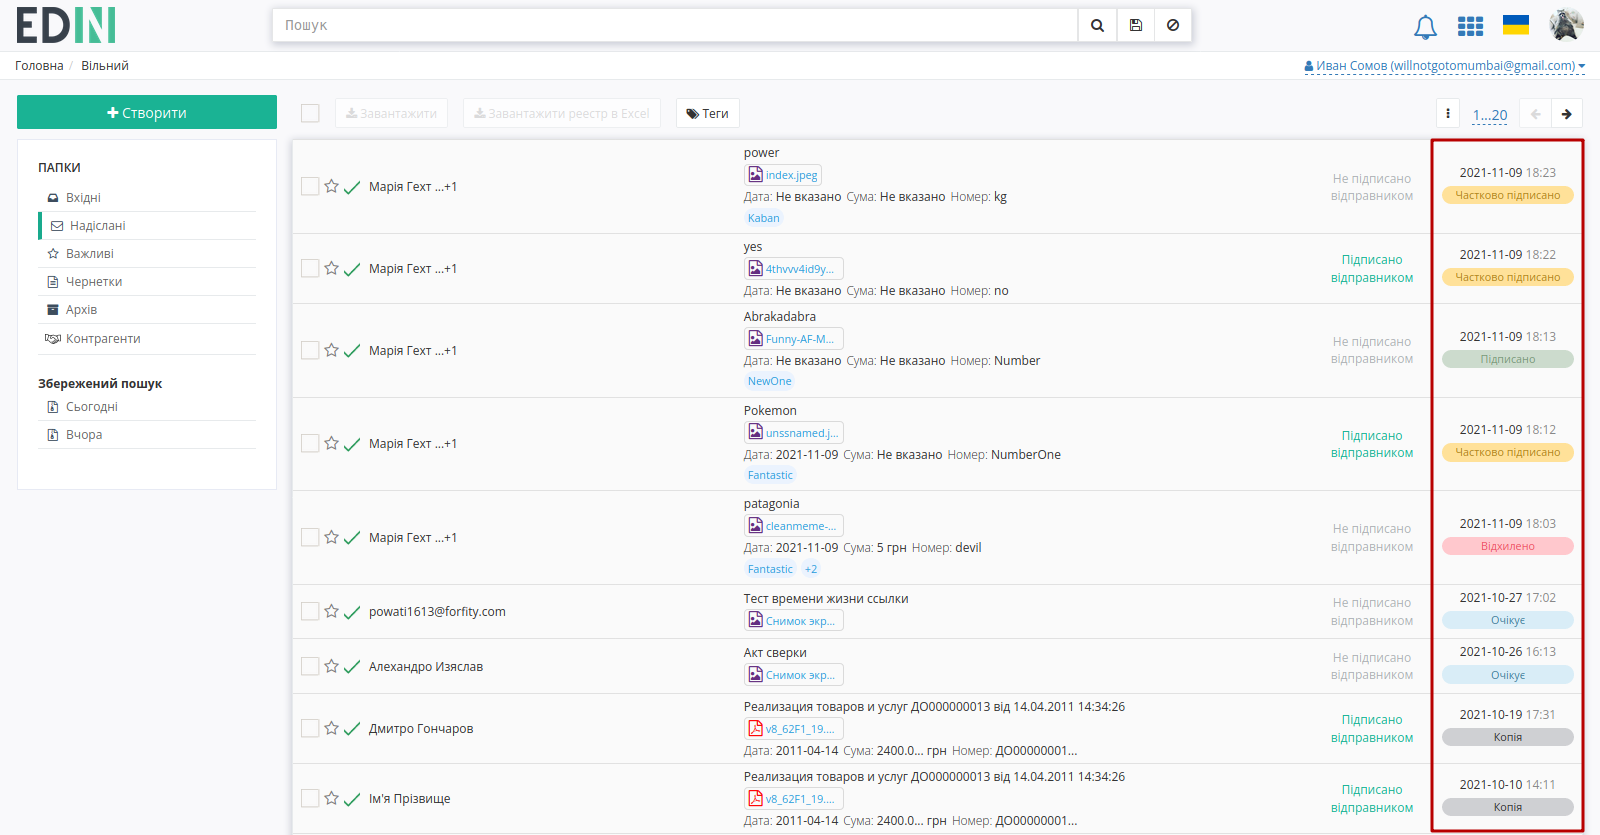 EDIN
Пошук
Головна / Вільний
Иван Сомов (willnotgotomumbai@gmail.com)
Створити
Завантажити
Завантажити реєстр в Excel
Теги
1...20
ПАПКИ
Вхідні
Надіслані
Важливі
Чернетки
Архів
Контрагенти
Збережений пошук
Сьогодні
Вчора
Марія Гехт ...+1
power
index.jpeg
Дата: Не вказано Сума: Не вказано Номер: kg
Kaban
Не підписано
відправником
2021-11-09 18:23
Частково підписано
Марія Гехт ...+1
yes
4thvvv4id9y...
Дата: Не вказано Сума: Не вказано Номер: no
Підписано
відправником
2021-11-09 18:22
Частково підписано
Марія Гехт ...+1
Abrakadabra
Funny-AF-M...
Дата: Не вказано Сума: Не вказано Номер: Number
NewOne
Не підписано
відправником
2021-11-09 18:13
Підписано
Марія Гехт ...+1
Pokemon
unssnamed.j...
Дата: 2021-11-09 Сума: Не вказано Номер: NumberOne
Fantastic
Підписано
відправником
2021-11-09 18:12
Частково підписано
Марія Гехт ...+1
patagonia
cleanmeme-...
Дата: 2021-11-09 Сума: 5 грн Номер: devil
Fantastic +2
Не підписано
відправником
2021-11-09 18:03
Відхилено
powati1613@forfity.com
Тест времени жизни ссылки
Снимок экр...
Не підписано
відправником
2021-10-27 17:02
Очікує
Алехандро Изяслав
Акт сверки
Снимок экр...
Не підписано
відправником
2021-10-26 16:13
Очікує
Дмитро Гончаров
Реализация товаров и услуг ДО000000013 від 14.04.2011 14:34:26
v8_62F1_19....
Дата: 2011-04-14 Сума: 2400.0... грн Номер: ДО00000001...
Підписано
відправником
2021-10-19 17:31
Копія
Ім'я Прізвище
Реализация товаров и услуг ДО000000013 від 14.04.2011 14:34:26
v8_62F1_19....
Дата: 2011-04-14 Сума: 2400.0... грн Номер: ДО00000001...
Підписано
відправником
2021-10-10 14:11
Копія